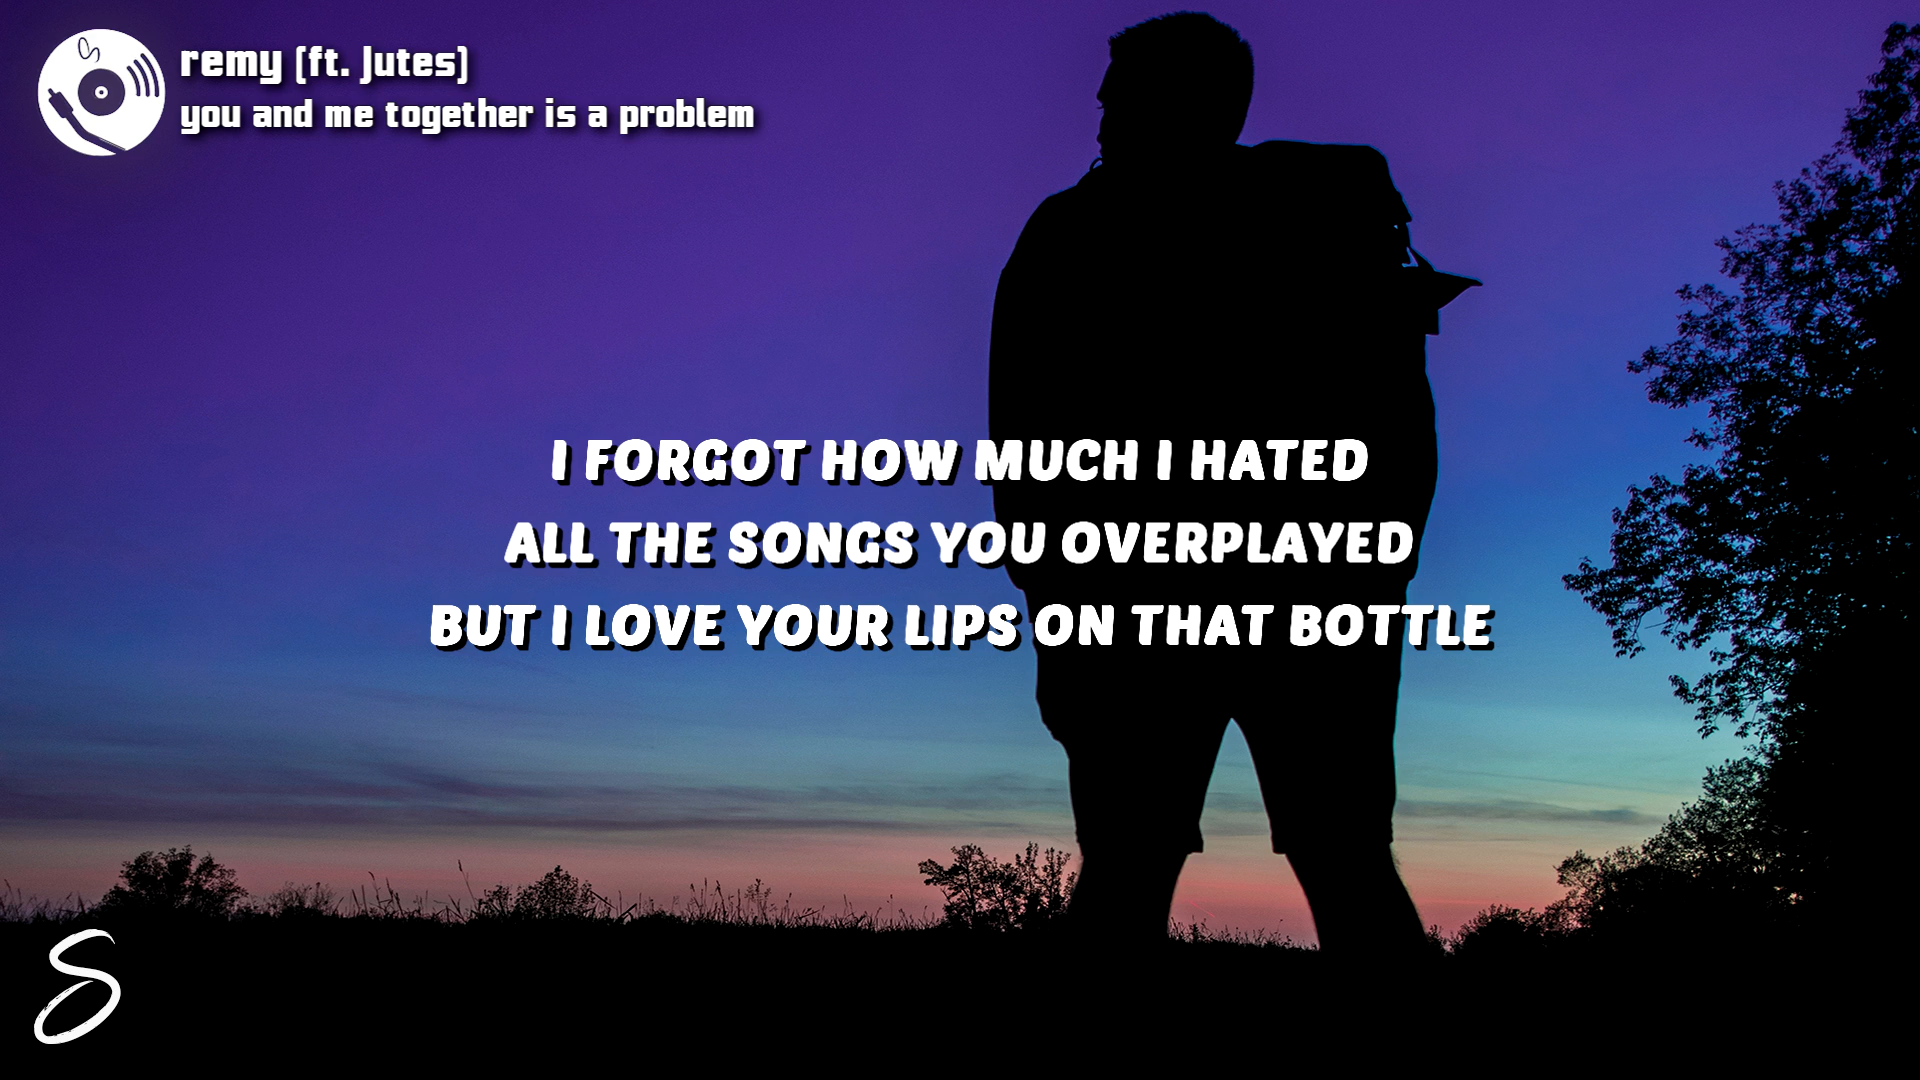 remy (ft. Jutes)
you and me together is a problem
I FORGOT HOW MUCH I HATED
ALL THE SONGS YOU OVERPLAYED
BUT I LOVE YOUR LIPS ON THAT BOTTLE
S